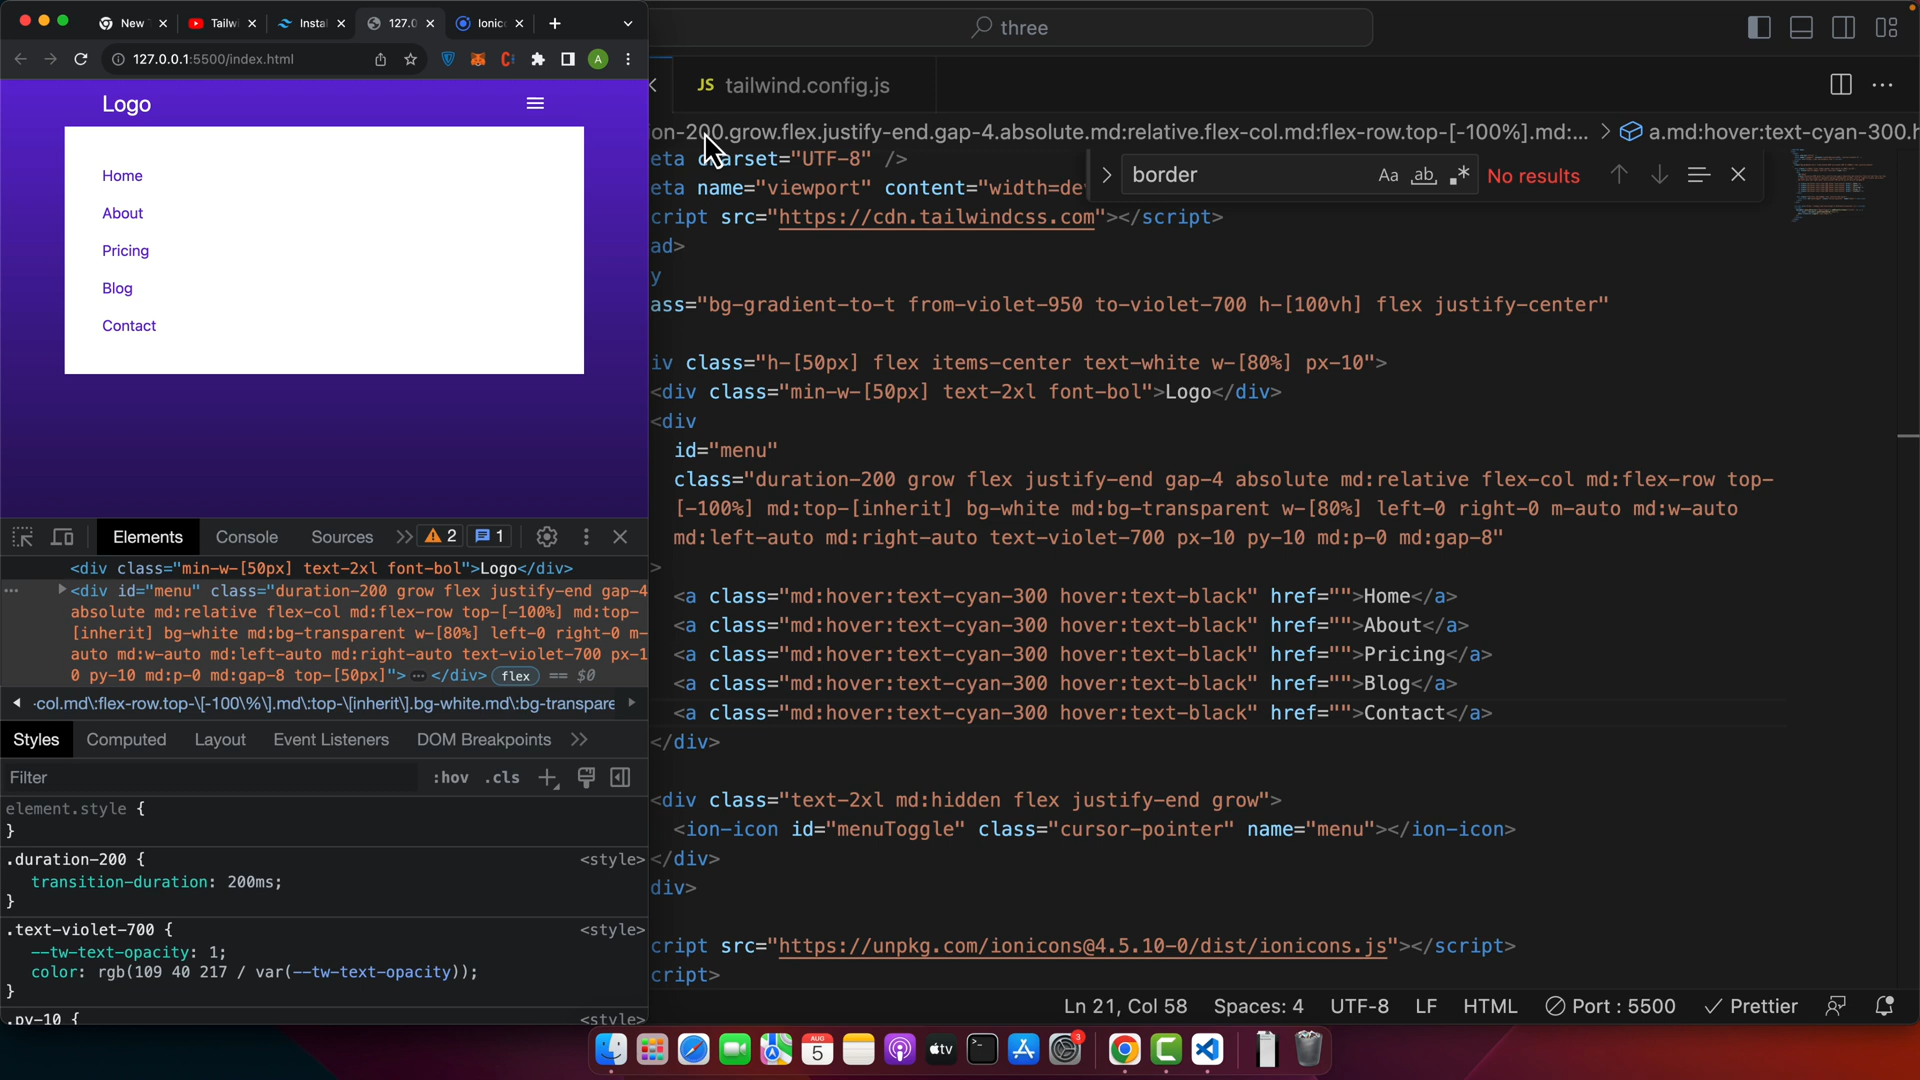 New
Tailw
Instal
127.0
Ionic
three
127.0.0.1:5500/index.html
A
JS tailwind.config.js
Logo
ion-200.grow.flex.justify-end.gap-4.absolute.md:relative.flex-col.md:flex-row.top-[-100%].md:... > a.md:hover:text-cyan-300.h
Home
About
Pricing
Blog
Contact
border
Aa ab .*
No results
eta charset="UTF-8" />
eta name="viewport" content="width=de
cript src="https://cdn.tailwindcss.com"></script>
ad>
y
ass="bg-gradient-to-t from-violet-950 to-violet-700 h-[100vh] flex justify-center"
iv class="h-[50px] flex items-center text-white w-[80%] px-10">
<div class="min-w-[50px] text-2xl font-bol">Logo</div>
<div
id="menu"
class="duration-200 grow flex justify-end gap-4 absolute md:relative flex-col md:flex-row top-
[-100%] md:top-[inherit] bg-white md:bg-transparent w-[80%] left-0 right-0 m-auto md:w-auto
md:left-auto md:right-auto text-violet-700 px-10 py-10 md:p-0 md:gap-8"
>
<a class="md:hover:text-cyan-300 hover:text-black" href="">Home</a>
<a class="md:hover:text-cyan-300 hover:text-black" href="">About</a>
<a class="md:hover:text-cyan-300 hover:text-black" href="">Pricing</a>
<a class="md:hover:text-cyan-300 hover:text-black" href="">Blog</a>
<a class="md:hover:text-cyan-300 hover:text-black" href="">Contact</a>
</div>
<div class="text-2xl md:hidden flex justify-end grow">
<ion-icon id="menuToggle" class="cursor-pointer" name="menu"></ion-icon>
</div>
div>
cript src="https://unpkg.com/ionicons@4.5.10-0/dist/ionicons.js"></script>
cript>
Elements Console Sources >> 2 1
<div class="min-w-[50px] text-2xl font-bol">Logo</div>
... <div id="menu" class="duration-200 grow flex justify-end gap-4
absolute md:relative flex-col md:flex-row top-[-100%] md:top-
[inherit] bg-white md:bg-transparent w-[80%] left-0 right-0 m-
auto md:w-auto md:left-auto md:right-auto text-violet-700 px-1
0 py-10 md:p-0 md:gap-8 top-[50px]"> ... </div> flex == $0
-col.md\:flex-row.top-\[-100\%\].md\:top-\[inherit\].bg-white.md\:bg-transpare
Styles Computed Layout Event Listeners DOM Breakpoints >>
Filter :hov .cls
element.style {
}
.duration-200 { <style>
transition-duration: 200ms;
}
.text-violet-700 { <style>
--tw-text-opacity: 1;
color: rgb(109 40 217 / var(--tw-text-opacity));
}
.py-10 { <style>
Ln 21, Col 58 Spaces: 4 UTF-8 LF HTML Port : 5500 Prettier
AUG
5
tv
3